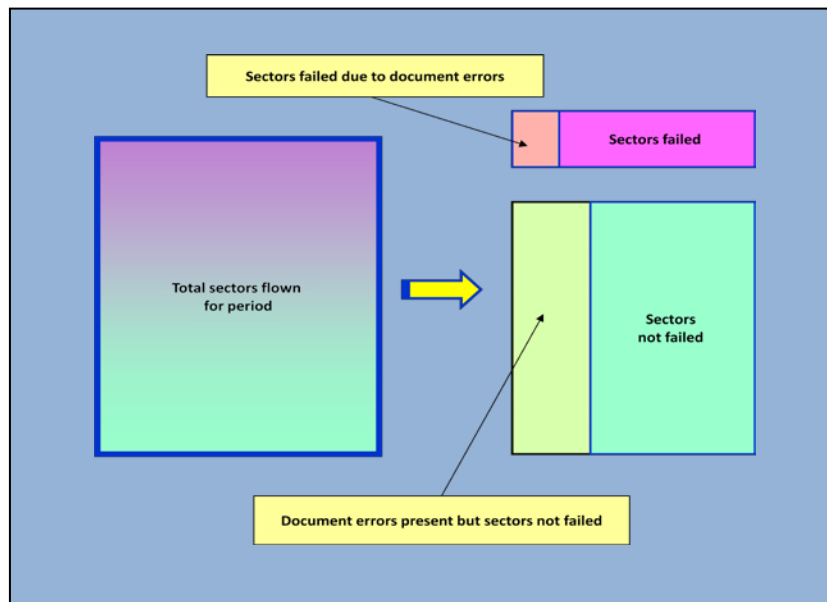 Sectors failed due to document errors
Sectors failed
Total sectors flown
for period
Sectors
not failed
Document errors present but sectors not failed